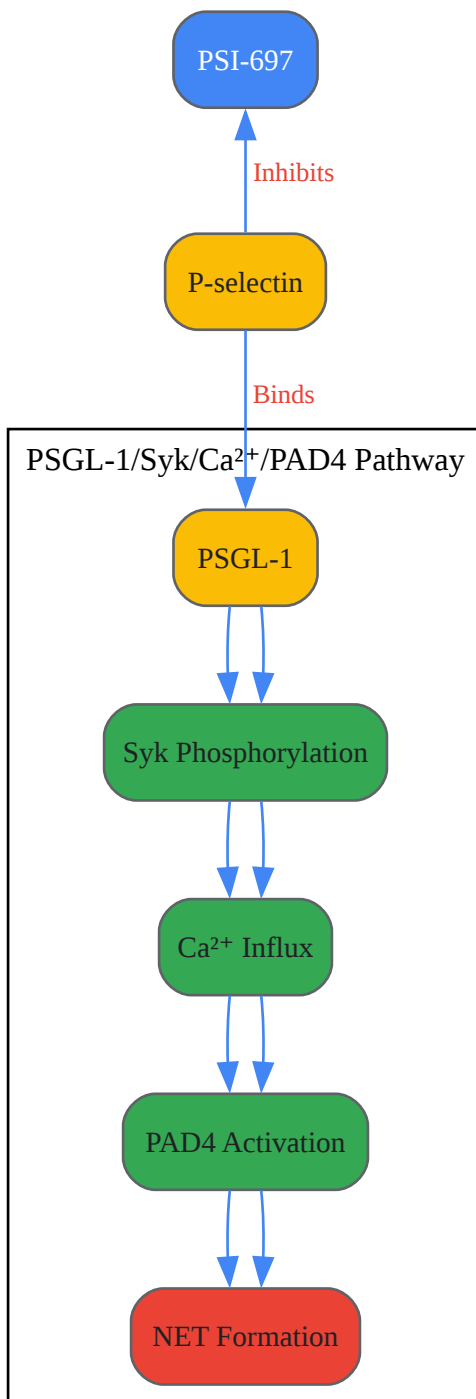 PSI-697
Inhibits
P-selectin
Binds
PSGL-1/Syk/Ca²⁺/PAD4 Pathway
PSGL-1
Syk Phosphorylation
Ca²⁺ Influx
PAD4 Activation
NET Formation